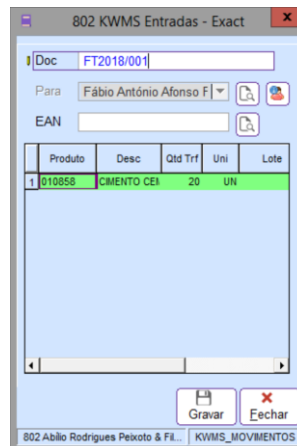 802 KWMS Entradas - Exact
Doc FT2018/001
Para Fábio António Afonso F
EAN
Produto Desc Qtd Trf Uni Lote
1 010858 CIMENTO CEM 20 UN
Gravar Fechar
802 Abílio Rodrigues Peixoto & Fil... KWMS_MOVIMENTOS